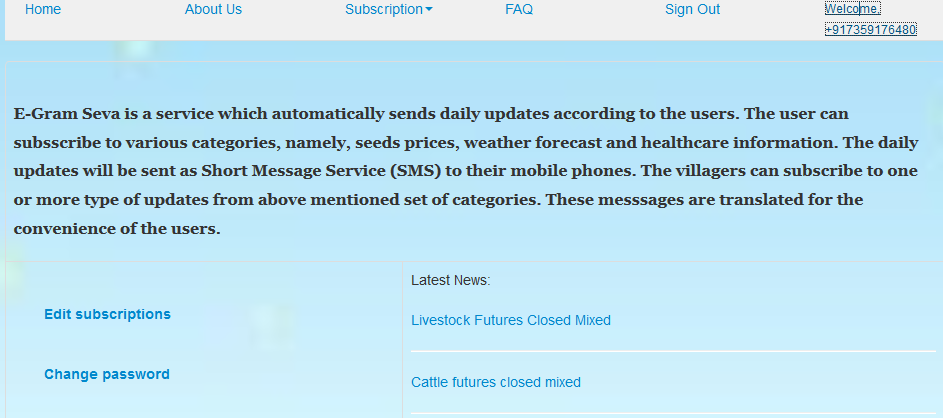 Home About Us Subscription FAQ Sign Out Welcome,
+917359176480
E-Gram Seva is a service which automatically sends daily updates according to the users. The user can
subsscribe to various categories, namely, seeds prices, weather forecast and healthcare information. The daily
updates will be sent as Short Message Service (SMS) to their mobile phones. The villagers can subscribe to one
or more type of updates from above mentioned set of categories. These messsages are translated for the
convenience of the users.
Edit subscriptions
Change password
Latest News:
Livestock Futures Closed Mixed
Cattle futures closed mixed